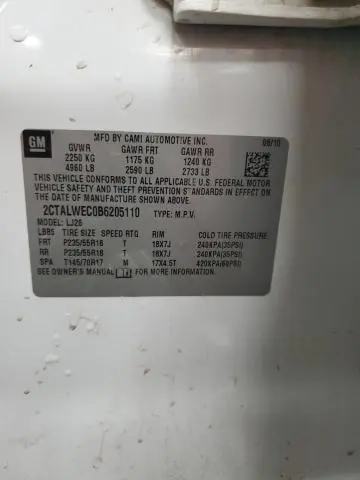 GM
MFD BY CAMI AUTOMOTIVE INC. 08/10
GVWR GAWR FRT GAWR RR
2250 KG 1175 KG 1240 KG
4960 LB 2590 LB 2733 LB
THIS VEHICLE CONFORMS TO ALL APPLICABLE U.S. FEDERAL MOTOR
VEHICLE SAFETY AND THEFT PREVENTION STANDARDS IN EFFECT ON
THE DATE OF MANUFACTURE SHOWN ABOVE.
2CTALWEC0B6205110 TYPE: M.P.V.
MODEL: LJ26
LBB5 TIRE SIZE SPEED RTG RIM COLD TIRE PRESSURE
FRT P235/55R18 T 18X7J 240KPA(35PSI)
RR P235/55R18 T 18X7J 240KPA(35PSI)
SPA T145/70R17 M 17X4.5T 420KPA(60PSI)
SEE OWNER'S MANUAL FOR ADDITIONAL INFORMATION.